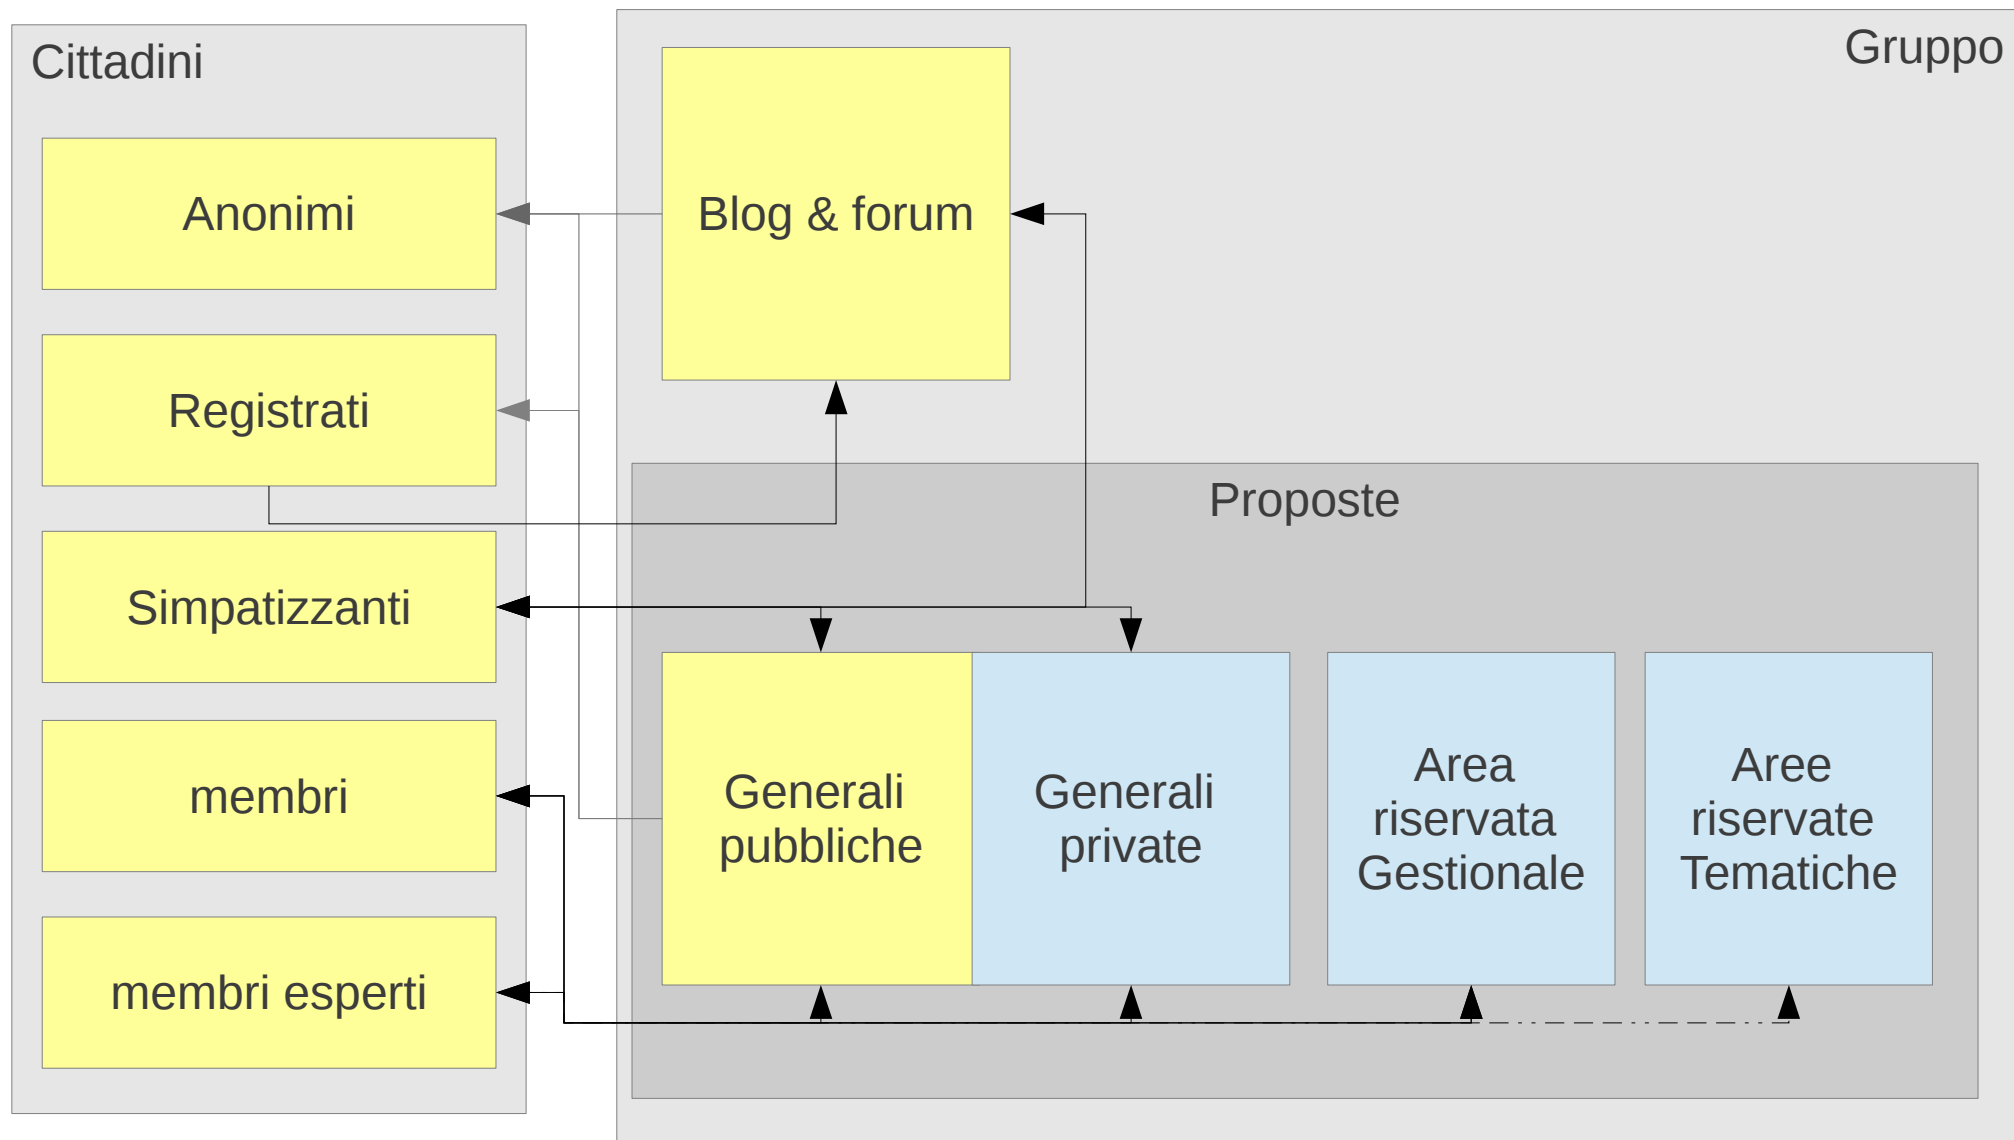 Cittadini
Anonimi
Registrati
Simpatizzanti
membri
membri esperti
Gruppo
Blog & forum
Proposte
Generali
pubbliche
Generali
private
Area
riservata
Gestionale
Aree
riservate
Tematiche